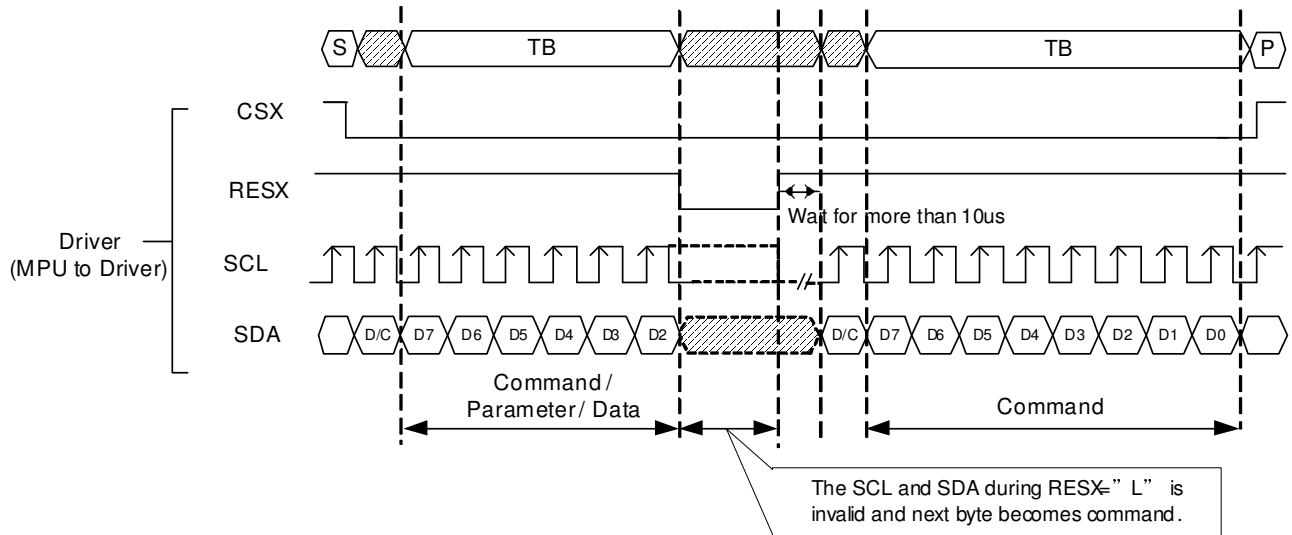 S TB TB P
CSX
RESX
Wait for more than 10us
Driver
(MPU to Driver)
SCL
//
SDA D/C D7 D6 D5 D4 D3 D2 D/C D7 D6 D5 D4 D3 D2 D1 D0
Command /
Parameter / Data
Command
The SCL and SDA during RESX=” L” is
invalid and next byte becomes command.